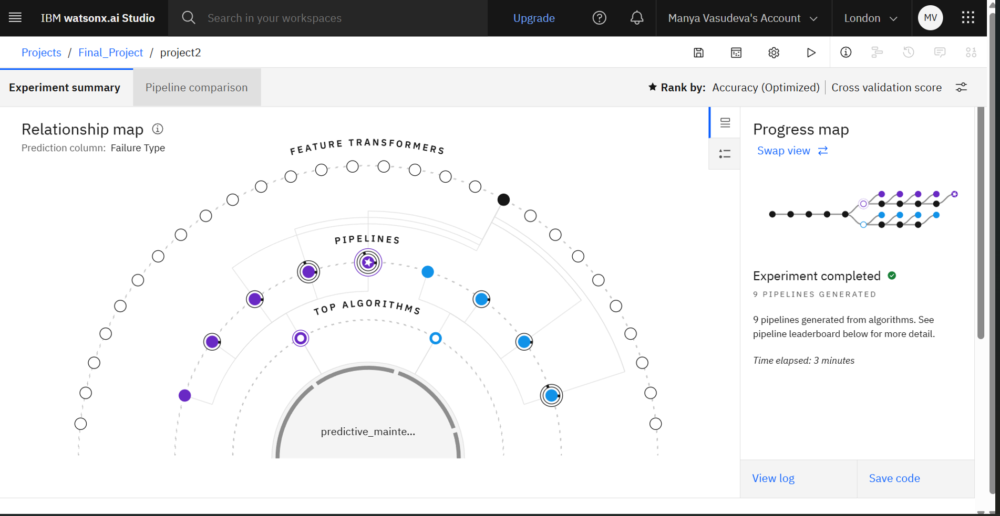 IBM watsonx.ai Studio
Search in your workspaces
Upgrade
Manya Vasudeva's Account
London
MV
Projects / Final_Project / project2
Experiment summary
Pipeline comparison
Rank by: Accuracy (Optimized) | Cross validation score
Relationship map
Prediction column: Failure Type
FEATURE TRANSFORMERS
PIPELINES
TOP ALGORITHMS
predictive_mainte...
Progress map
Swap view
Experiment completed
9 PIPELINES GENERATED
9 pipelines generated from algorithms. See
pipeline leaderboard below for more detail.
Time elapsed: 3 minutes
View log
Save code